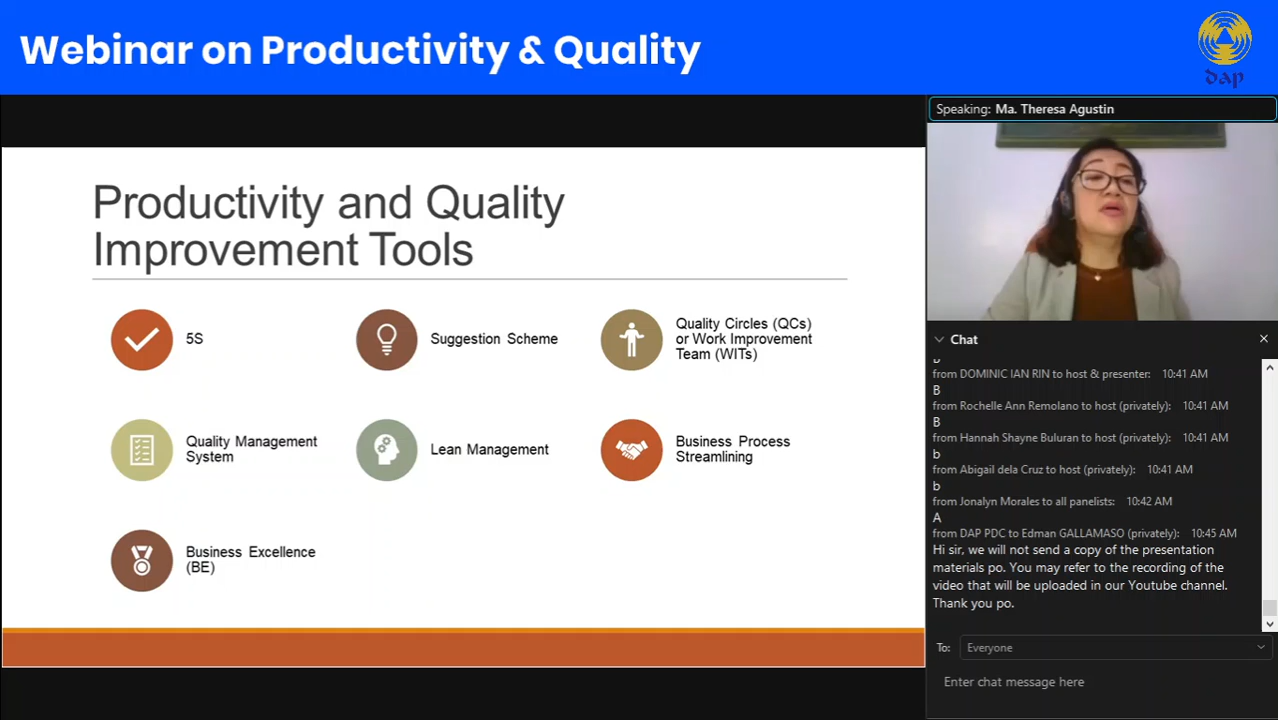 Webinar on Productivity & Quality
dap
Speaking: Ma. Theresa Agustin
Productivity and Quality
Improvement Tools
5S
Suggestion Scheme
Quality Circles (QCs)
or Work Improvement
Team (WITs)
Quality Management
System
Lean Management
Business Process
Streamlining
Business Excellence
(BE)
Chat
from DOMINIC IAN RIN to host & presenter: 10:41 AM
B
from Rochelle Ann Remolano to host (privately): 10:41 AM
B
from Hannah Shayne Buluran to host (privately): 10:41 AM
b
from Abigail dela Cruz to host (privately): 10:41 AM
b
from Jonalyn Morales to all panelists: 10:42 AM
A
from DAP PDC to Edman GALLAMASO (privately): 10:45 AM
Hi sir, we will not send a copy of the presentation
materials po. You may refer to the recording of the
video that will be uploaded in our Youtube channel.
Thank you po.
To: Everyone
Enter chat message here